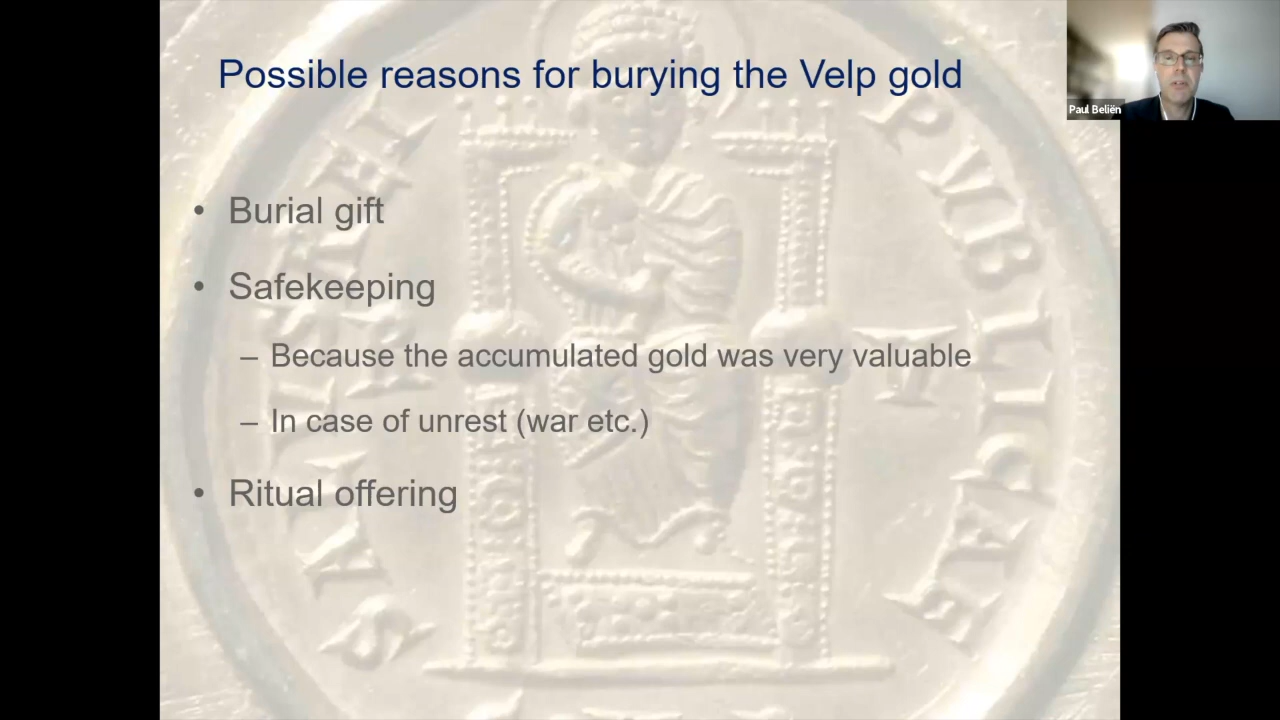 Possible reasons for burying the Velp gold
Paul Beliën
• Burial gift
• Safekeeping
– Because the accumulated gold was very valuable
– In case of unrest (war etc.)
• Ritual offering
PVBLICAE